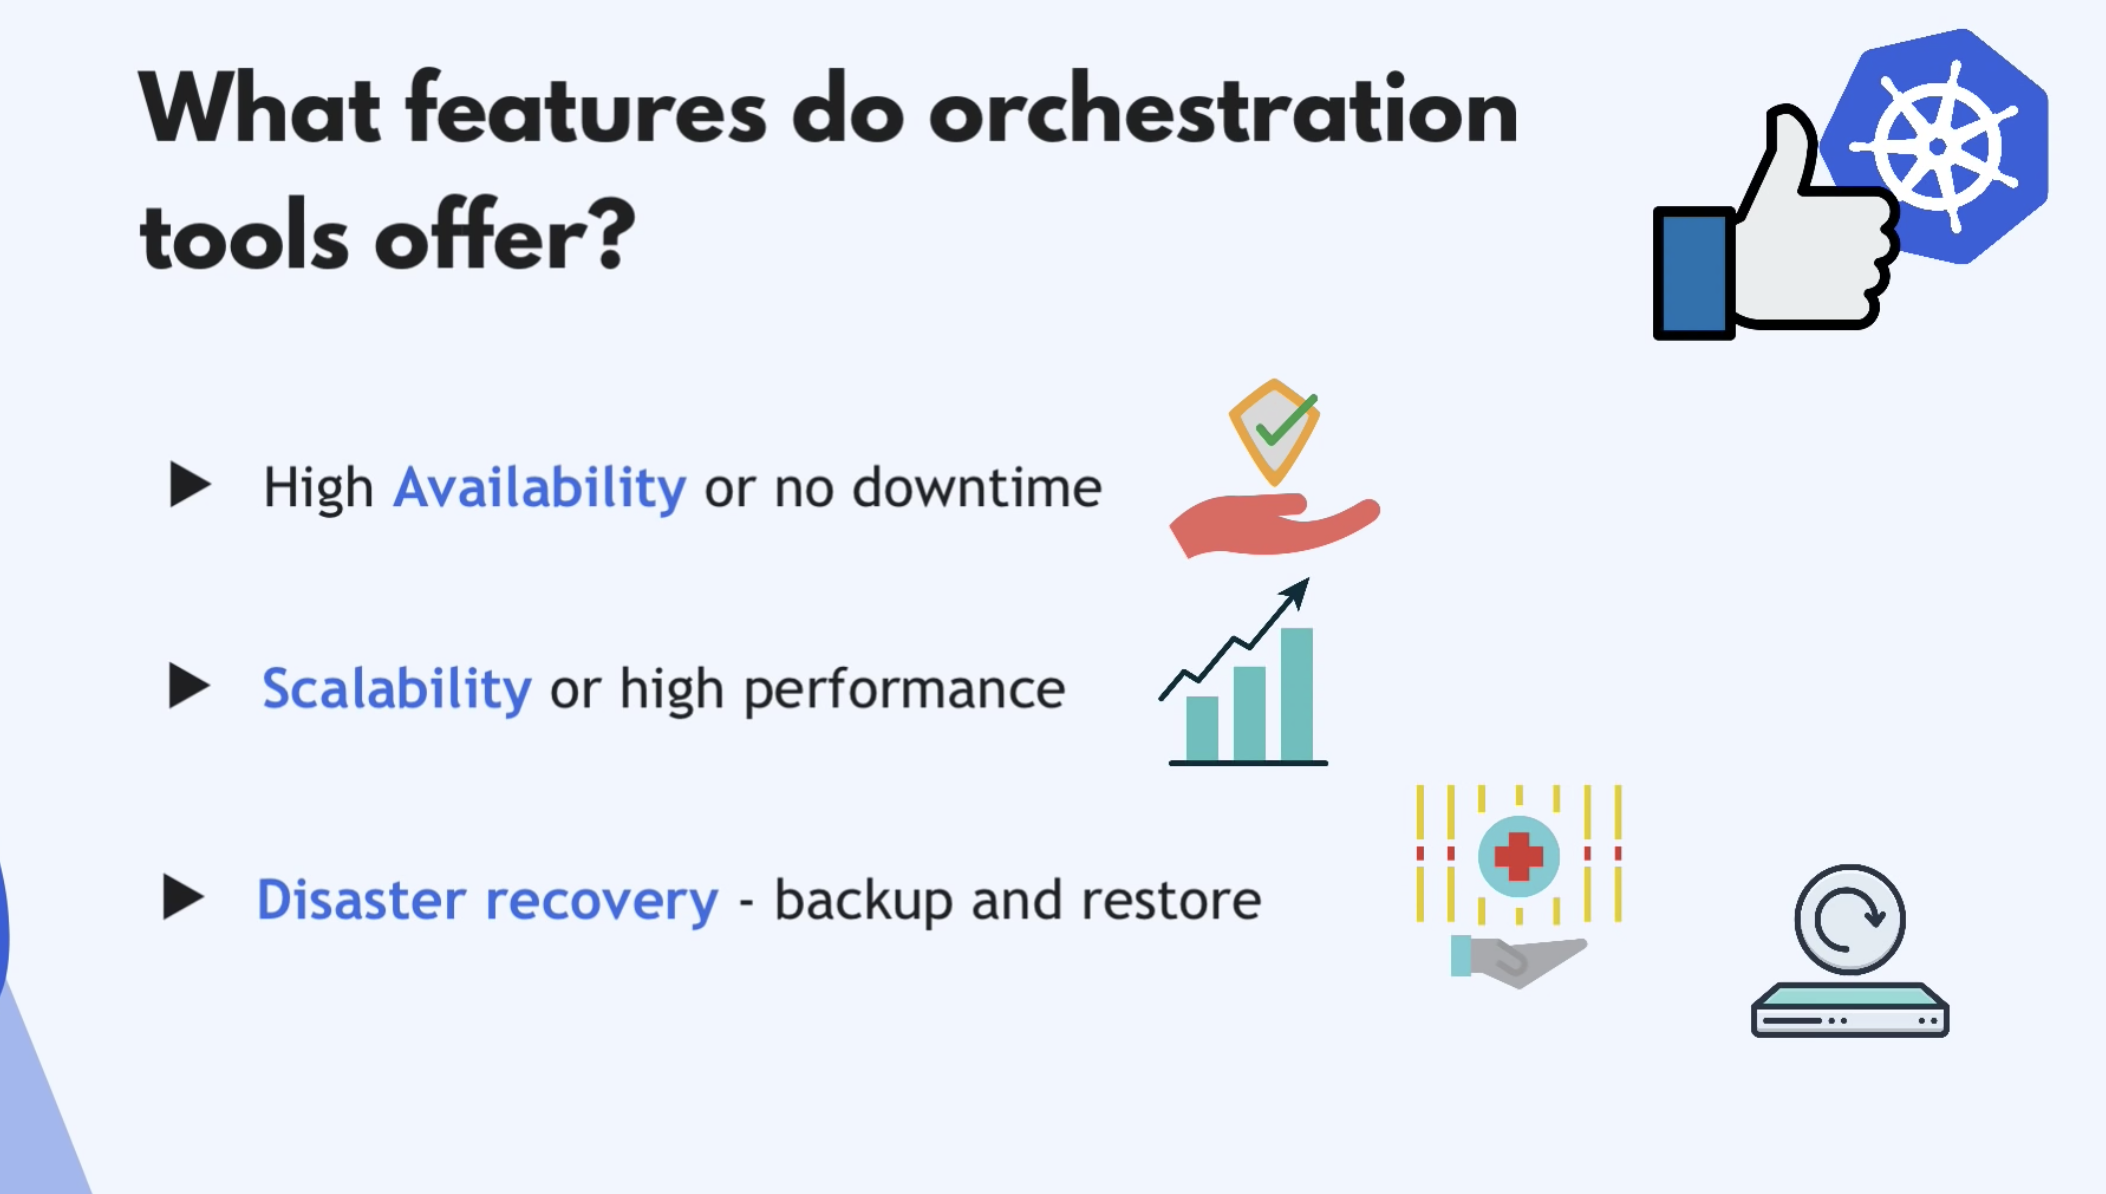 What features do orchestration
tools offer?
High Availability or no downtime
Scalability or high performance
Disaster recovery - backup and restore